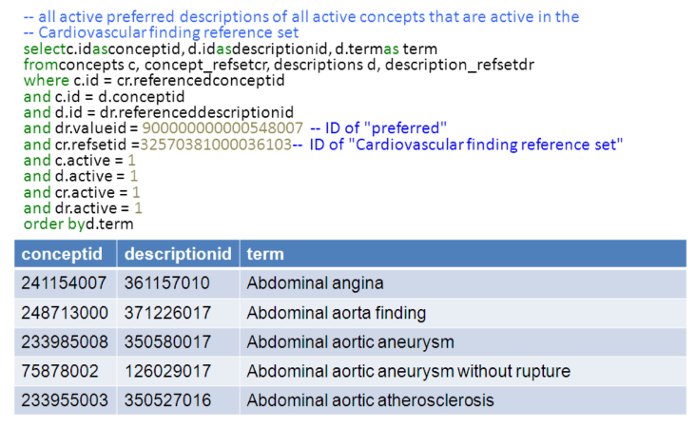 -- all active preferred descriptions of all active concepts that are active in the
-- Cardiovascular finding reference set
selectc.idasconceptid, d.idasdescriptionid, d.termas term
fromconcepts c, concept_refsetcr, descriptions d, description_refsetdr
where c.id = cr.referencedconceptid
and c.id = d.conceptid
and d.id = dr.referenceddescriptionid
and dr.valueid = 900000000000548007 -- ID of "preferred"
and cr.refsetid =32570381000036103-- ID of "Cardiovascular finding reference set"
and c.active = 1
and d.active = 1
and cr.active = 1
and dr.active = 1
order byd.term
conceptid descriptionid term
241154007 361157010 Abdominal angina
248713000 371226017 Abdominal aorta finding
233985008 350580017 Abdominal aortic aneurysm
75878002 126029017 Abdominal aortic aneurysm without rupture
233955003 350527016 Abdominal aortic atherosclerosis